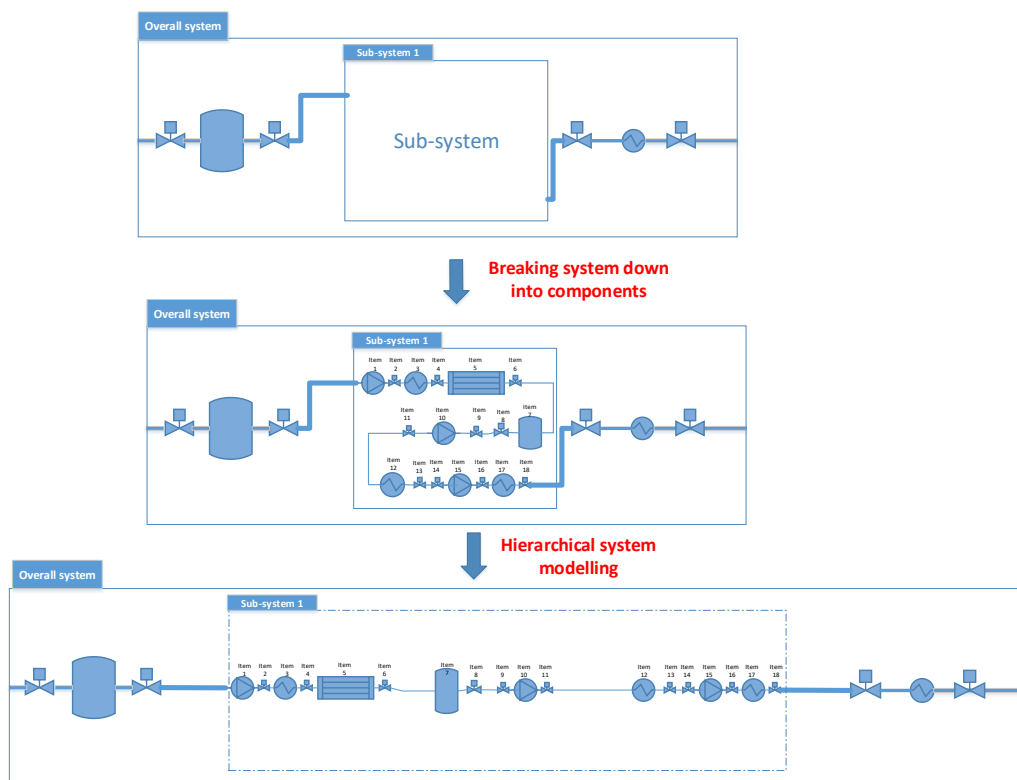 Overall system
Sub-system 1
Sub-system
Breaking system down
into components
Overall system
Sub-system 1
Item Item Item Item Item Item
1 2 3 4 5 6
Item Item Item Item Item
11 10 9 8 7
Item Item Item Item Item Item Item
12 13 14 15 16 17 18
Hierarchical system
modelling
Overall system
Sub-system 1
Item Item Item Item Item Item Item Item Item Item Item Item Item Item Item Item Item Item
1 2 3 4 5 6 7 8 9 10 11 12 13 14 15 16 17 18